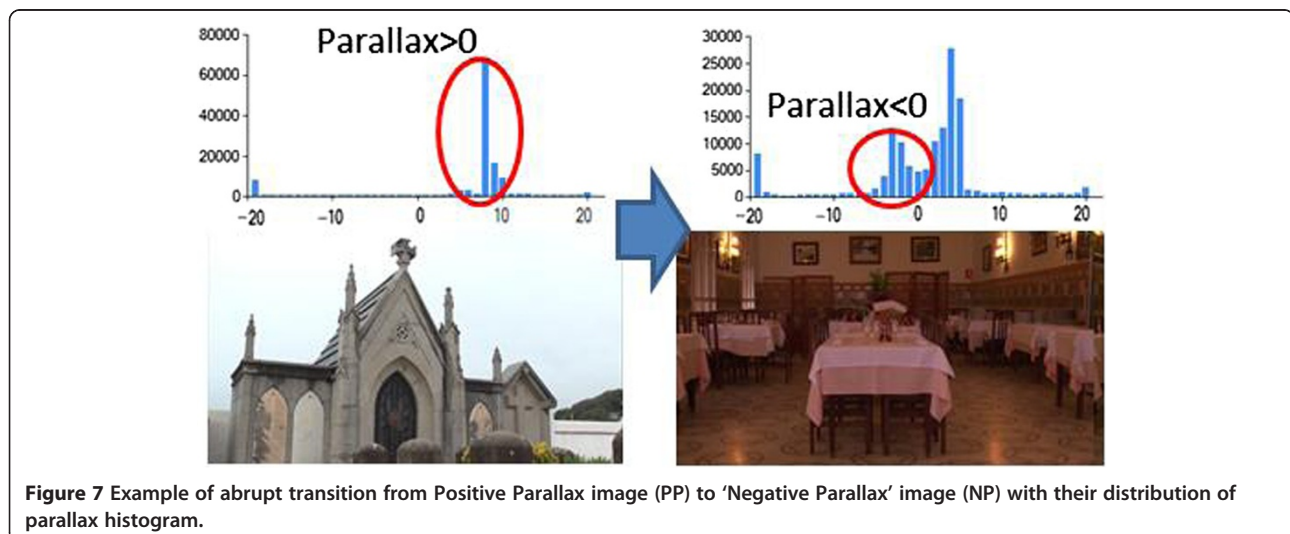 Parallax>0
80000
60000
40000
20000
0
−20 −10 0 10 20
Parallax<0
30000
25000
20000
15000
10000
5000
0
−20 −10 0 10 20
Figure 7 Example of abrupt transition from Positive Parallax image (PP) to ‘Negative Parallax’ image (NP) with their distribution of
parallax histogram.